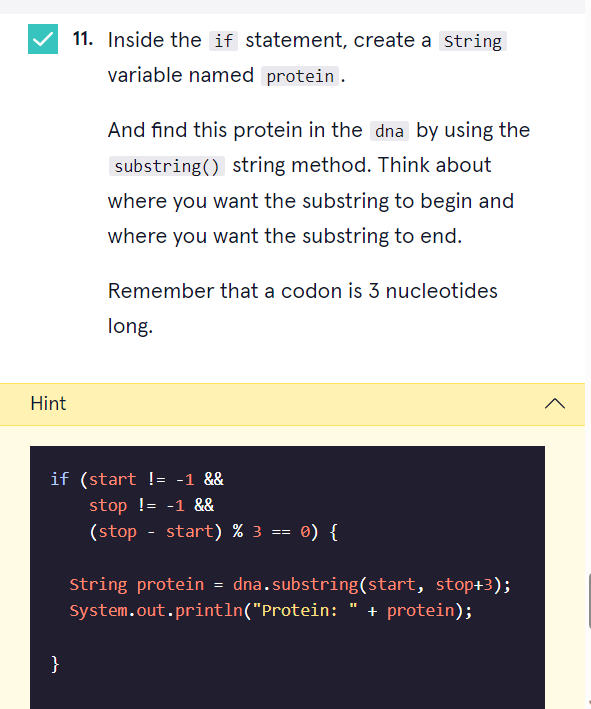 11. Inside the if statement, create a String
variable named protein.
And find this protein in the dna by using the
substring() string method. Think about
where you want the substring to begin and
where you want the substring to end.
Remember that a codon is 3 nucleotides
long.
Hint
if (start != -1 &&
stop != -1 &&
(stop - start) % 3 == 0) {
String protein = dna.substring(start, stop+3);
System.out.println("Protein: " + protein);
}